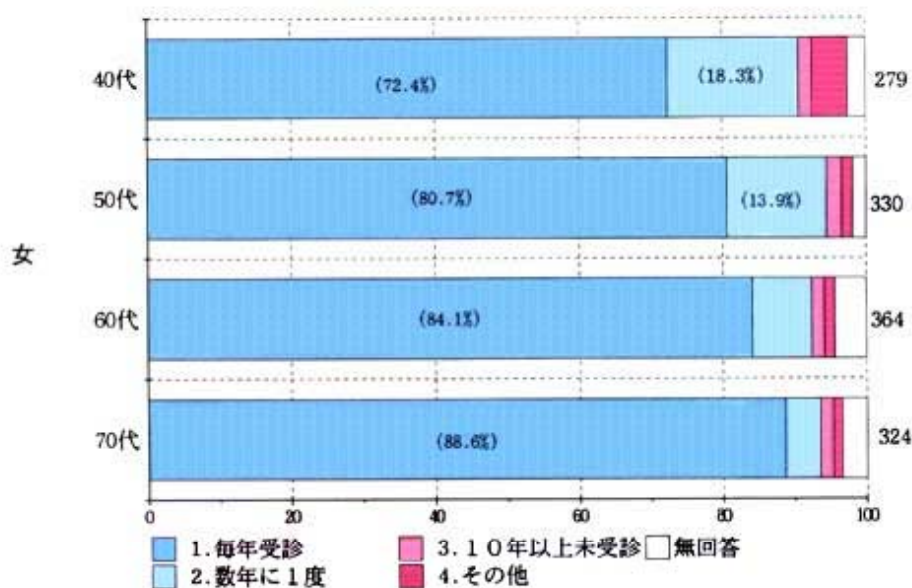 40代 (72.4%) (18.3%) 279
50代 (80.7%) (13.9%) 330
女
60代 (84.1%) 364
70代 (88.6%) 324
0 20 40 60 80 100
1.毎年受診 3.10年以上未受診 無回答
2.数年に1度 4.その他